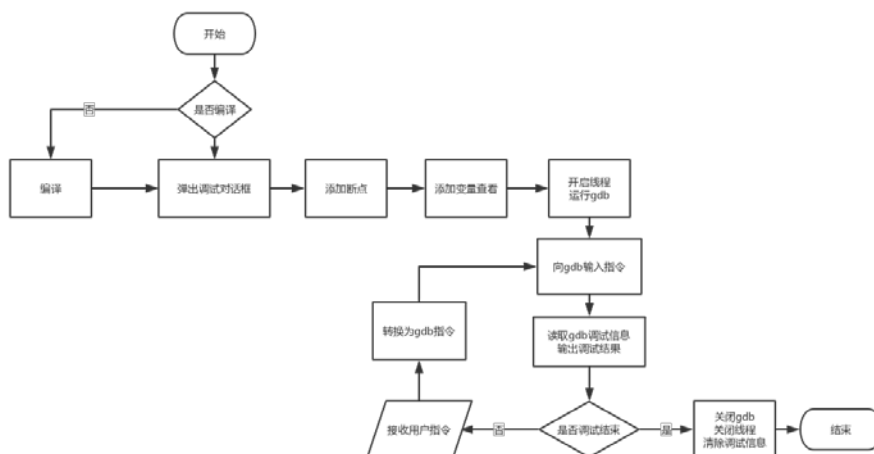 开始
是否编译
否
编译
弹出调试对话框
添加断点
添加变量查看
开启线程
运行gdb
向gdb输入指令
转换为gdb指令
读取gdb调试信息
输出调试结果
接收用户指令
否
是否调试结束
是
关闭gdb
关闭线程
清除调试信息
结束